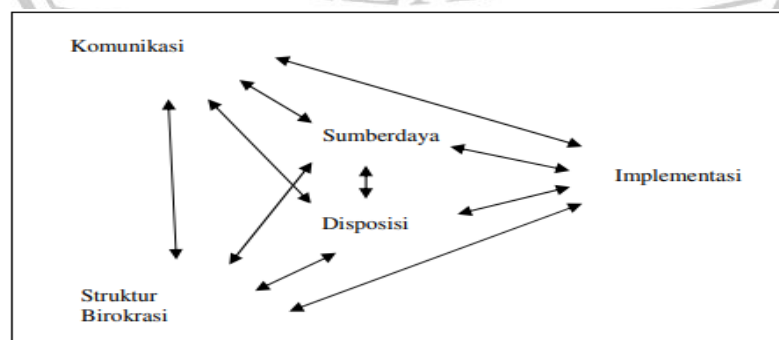 Komunikasi
Sumberdaya
Implementasi
Disposisi
Struktur
Birokrasi